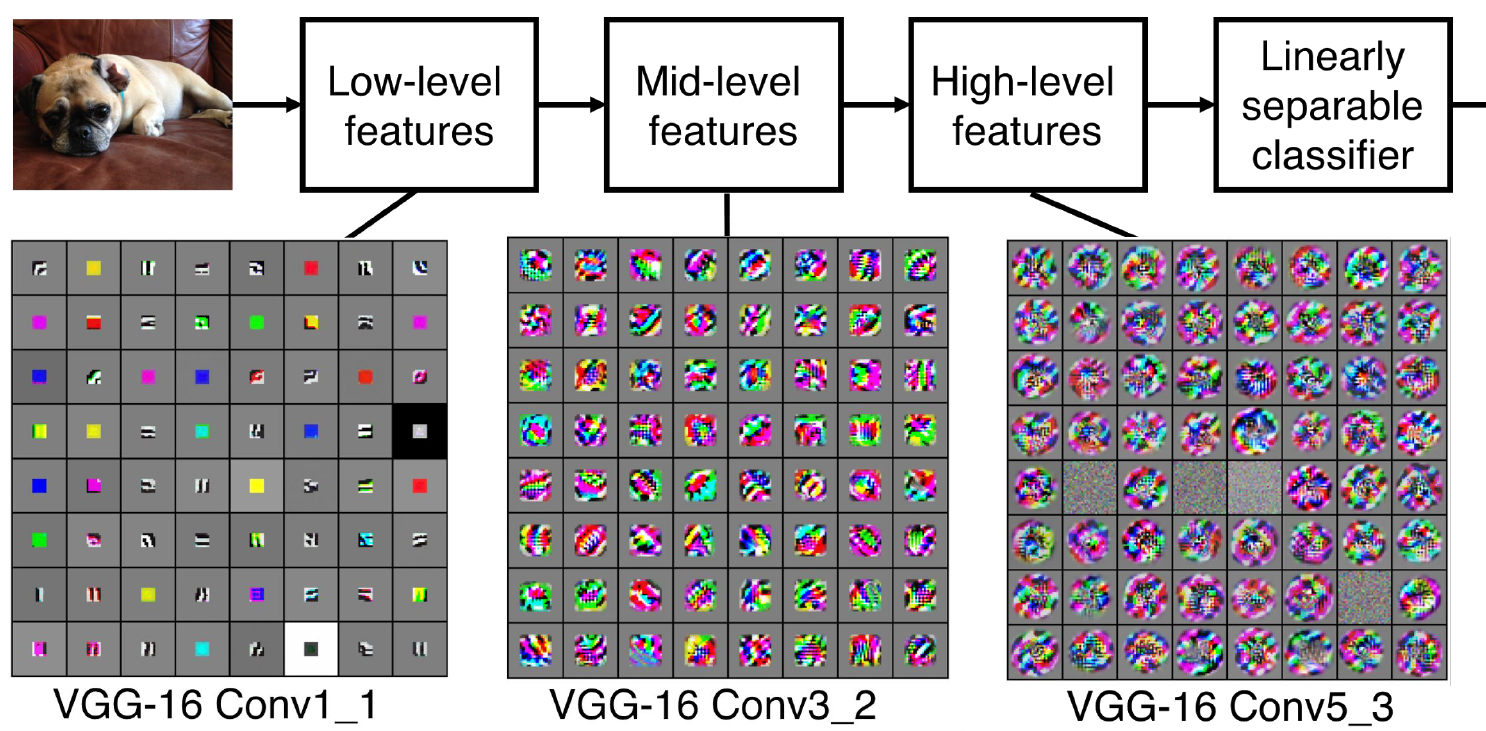 Low-level
features
Mid-level
features
High-level
features
Linearly
separable
classifier
VGG-16 Conv1_1
VGG-16 Conv3_2
VGG-16 Conv5_3